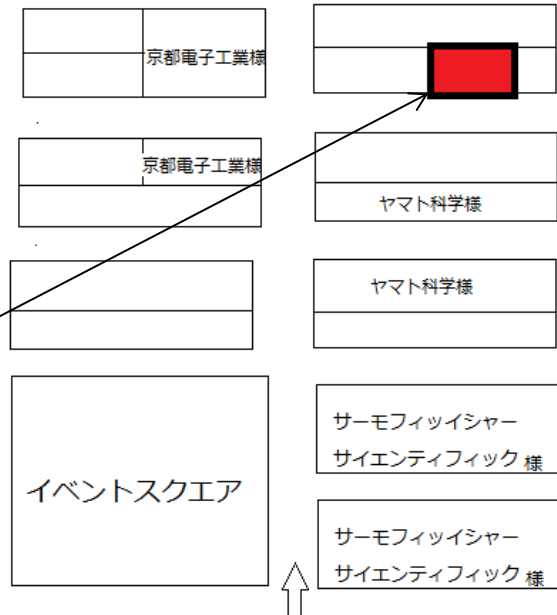 京都電子工業様
京都電子工業様
ヤマト科学様
ヤマト科学様
イベントスクエア
サーモフィッイシャー
サイエンティフィック 様
サーモフィッイシャー
サイエンティフィック 様